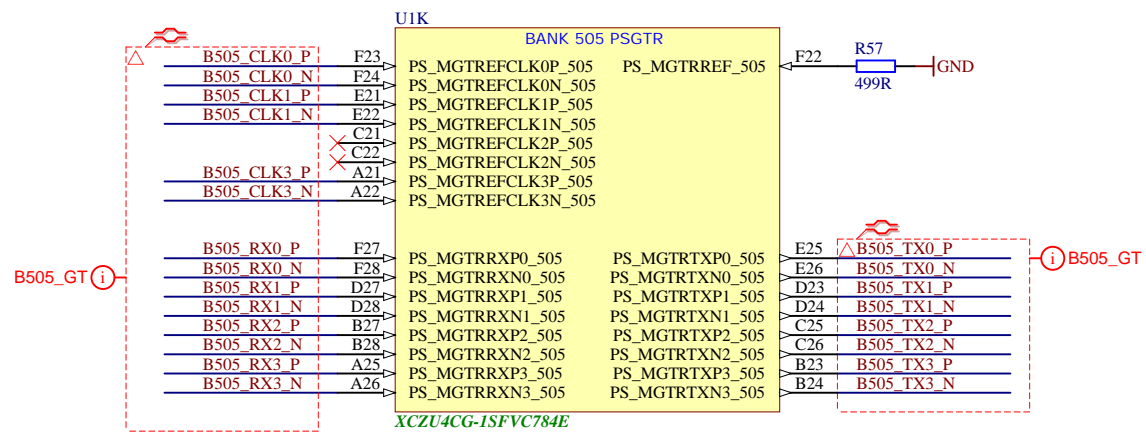 U1K
BANK 505 PSGTR
B505_CLK0_P F23 PS_MGTREFCLK0P_505 PS_MGTRREF_505 F22 R57 GND
499R
B505_CLK0_N F24 PS_MGTREFCLK0N_505
B505_CLK1_P E21 PS_MGTREFCLK1P_505
B505_CLK1_N E22 PS_MGTREFCLK1N_505
C21 PS_MGTREFCLK2P_505
C22 PS_MGTREFCLK2N_505
B505_CLK3_P A21 PS_MGTREFCLK3P_505
B505_CLK3_N A22 PS_MGTREFCLK3N_505
B505_RX0_P F27 PS_MGTRRXP0_505 PS_MGTRTXP0_505 E25 B505_TX0_P
B505_RX0_N F28 PS_MGTRRXN0_505 PS_MGTRTXN0_505 E26 B505_TX0_N
B505_GT i i B505_GT
B505_RX1_P D27 PS_MGTRRXP1_505 PS_MGTRTXP1_505 D23 B505_TX1_P
B505_RX1_N D28 PS_MGTRRXN1_505 PS_MGTRTXN1_505 D24 B505_TX1_N
B505_RX2_P B27 PS_MGTRRXP2_505 PS_MGTRTXP2_505 C25 B505_TX2_P
B505_RX2_N B28 PS_MGTRRXN2_505 PS_MGTRTXN2_505 C26 B505_TX2_N
B505_RX3_P A25 PS_MGTRRXP3_505 PS_MGTRTXP3_505 B23 B505_TX3_P
B505_RX3_N A26 PS_MGTRRXN3_505 PS_MGTRTXN3_505 B24 B505_TX3_N
XCZU4CG-1SFVC784E